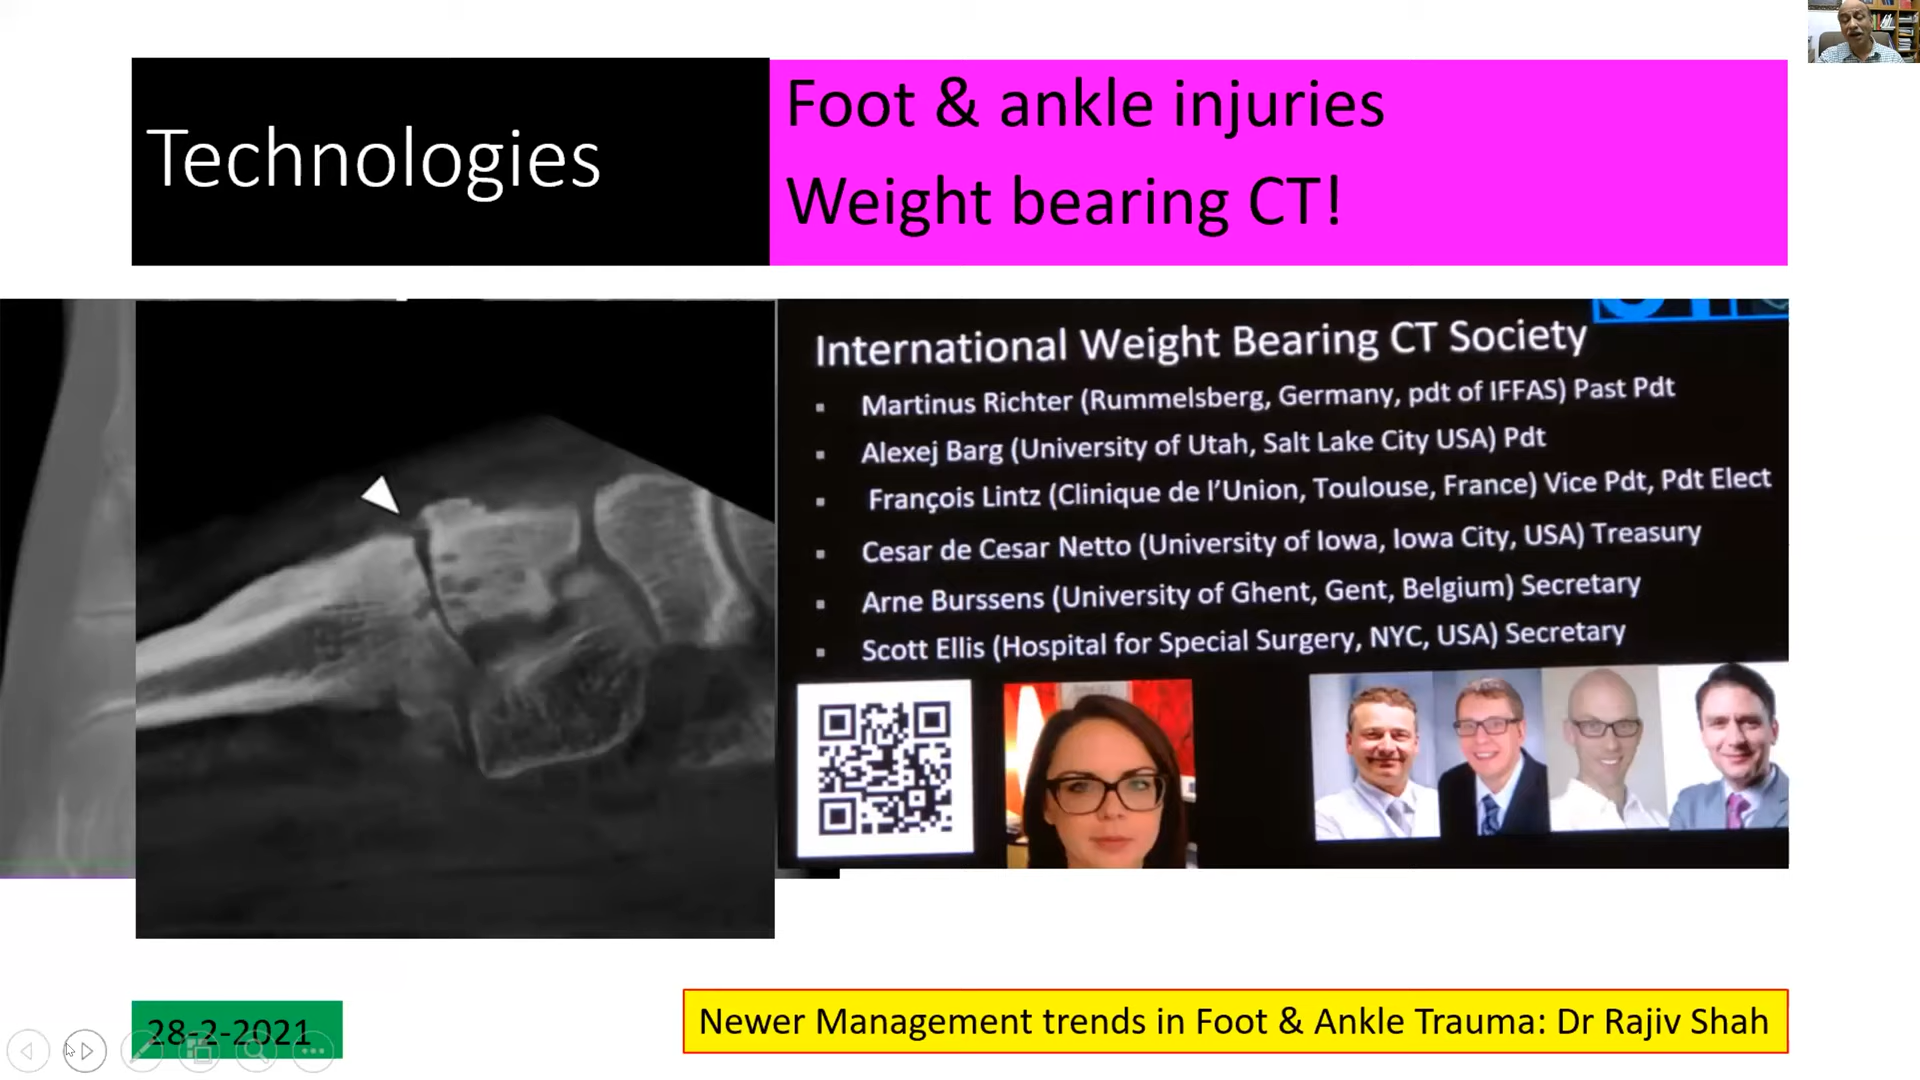 Technologies
Foot & ankle injuries
Weight bearing CT!
International Weight Bearing CT Society
▪ Martinus Richter (Rummelsberg, Germany, pdt of IFFAS) Past Pdt
▪ Alexej Barg (University of Utah, Salt Lake City USA) Pdt
▪ François Lintz (Clinique de l’Union, Toulouse, France) Vice Pdt, Pdt Elect
▪ Cesar de Cesar Netto (University of Iowa, Iowa City, USA) Treasury
▪ Arne Burssens (University of Ghent, Gent, Belgium) Secretary
▪ Scott Ellis (Hospital for Special Surgery, NYC, USA) Secretary
28-2-2021
Newer Management trends in Foot & Ankle Trauma: Dr Rajiv Shah